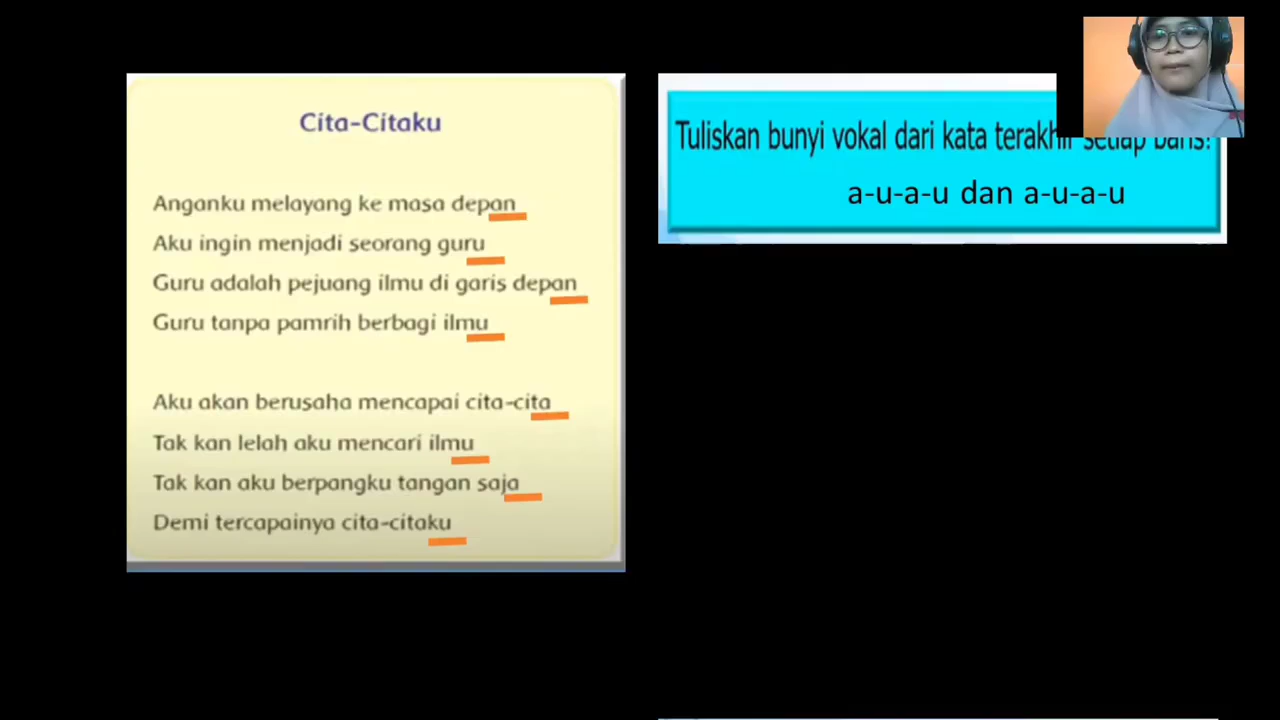 Cita-Citaku
Anganku melayang ke masa depan
Aku ingin menjadi seorang guru
Guru adalah pejuang ilmu di garis depan
Guru tanpa pamrih berbagi ilmu
Aku akan berusaha mencapai cita-cita
Tak kan lelah aku mencari ilmu
Tak kan aku berpangku tangan saja
Demi tercapainya cita-citaku
Tuliskan bunyi vokal dari kata terakhir setiap baris!
a-u-a-u dan a-u-a-u